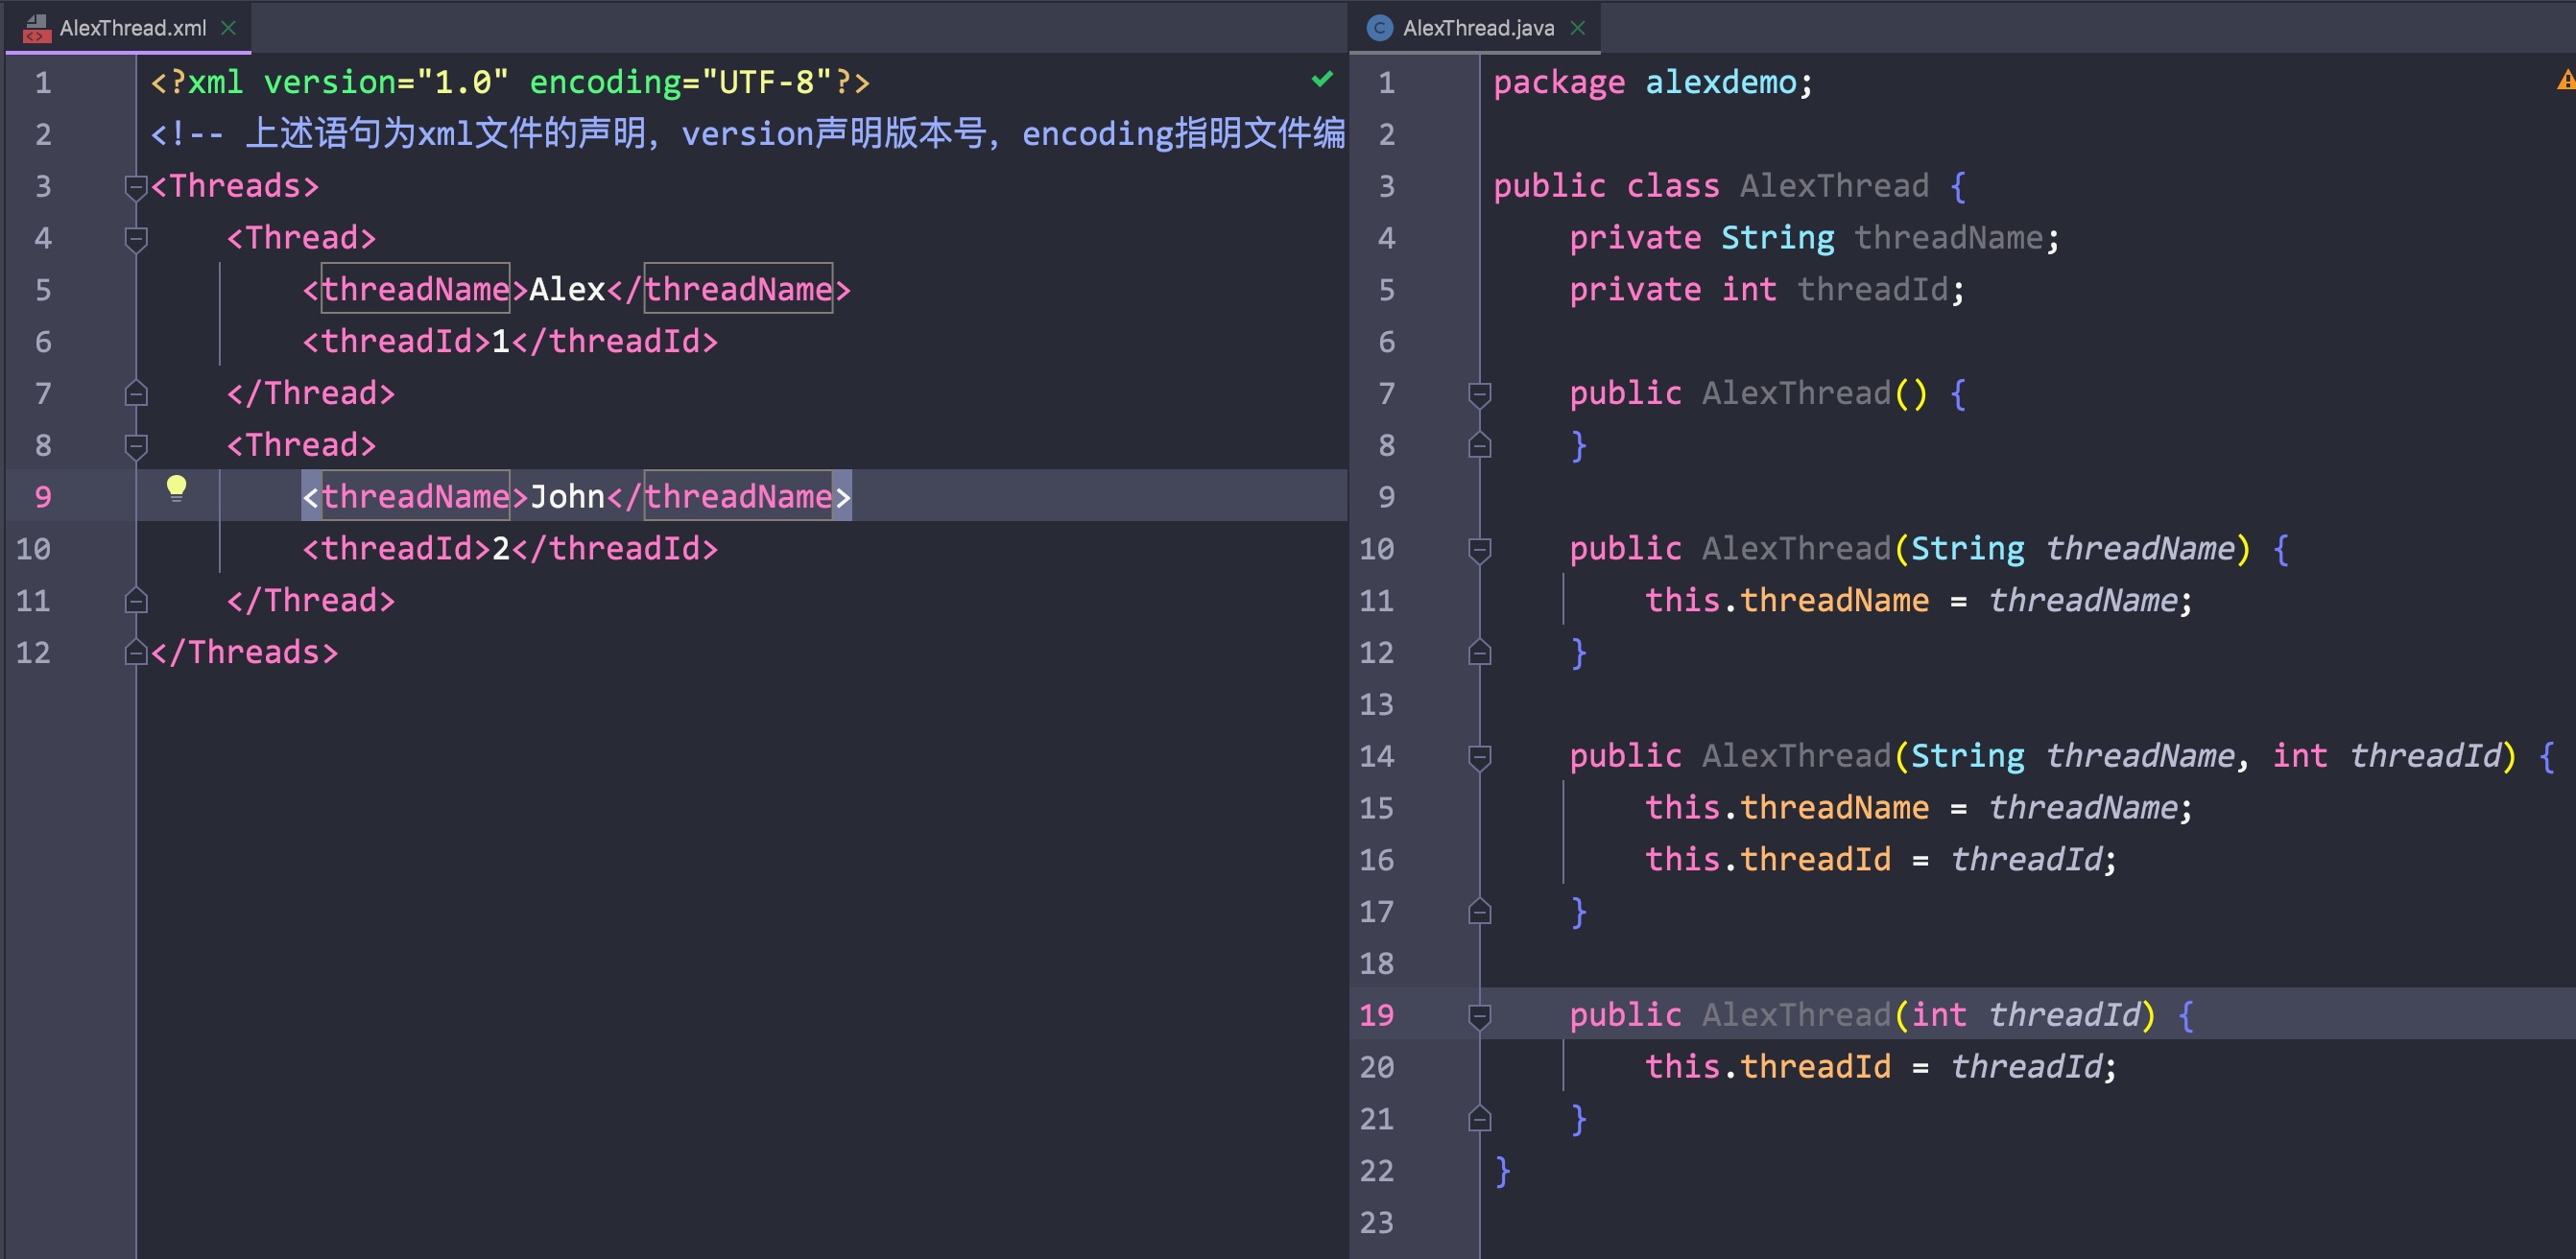 AlexThread.xml
1 <?xml version="1.0" encoding="UTF-8"?>
2 <!-- 上述语句为xml文件的声明，version声明版本号，encoding指明文件编
3 <Threads>
4 <Thread>
5 <threadName>Alex</threadName>
6 <threadId>1</threadId>
7 </Thread>
8 <Thread>
9 <threadName>John</threadName>
10 <threadId>2</threadId>
11 </Thread>
12 </Threads>
AlexThread.java
1 package alexdemo;
2
3 public class AlexThread {
4 private String threadName;
5 private int threadId;
6
7 public AlexThread() {
8 }
9
10 public AlexThread(String threadName) {
11 this.threadName = threadName;
12 }
13
14 public AlexThread(String threadName, int threadId) {
15 this.threadName = threadName;
16 this.threadId = threadId;
17 }
18
19 public AlexThread(int threadId) {
20 this.threadId = threadId;
21 }
22 }
23